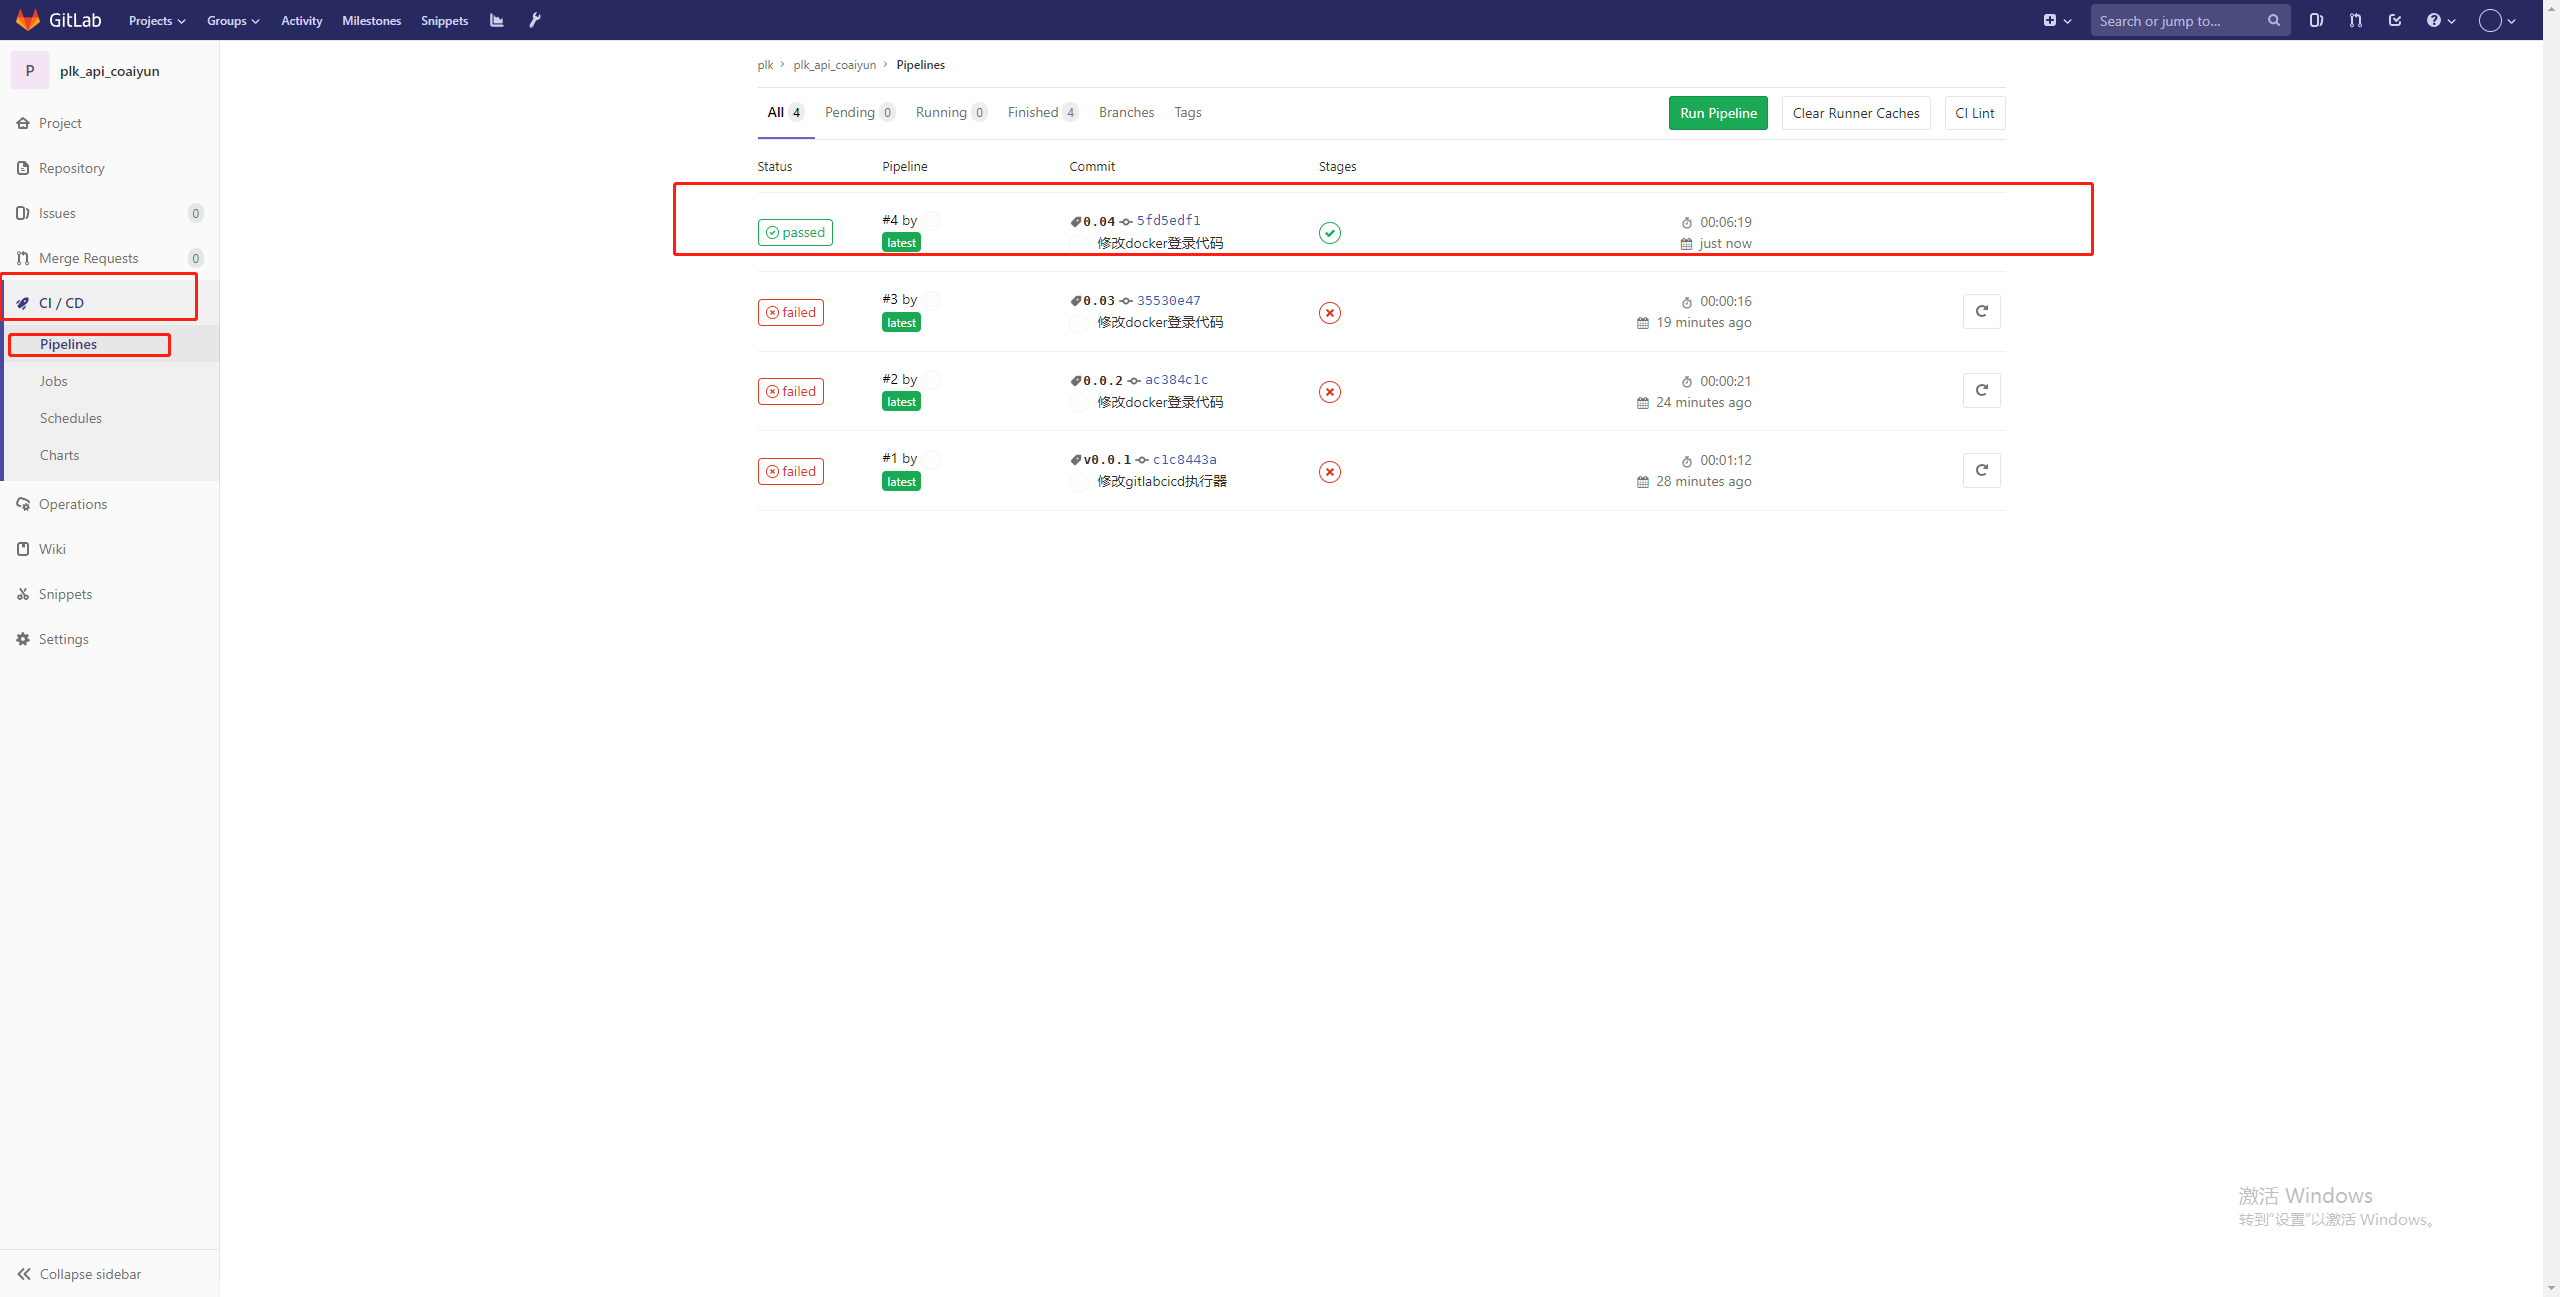 GitLab Projects Groups Activity Milestones Snippets Search or jump to...
P plk_api_coaiyun
Project
Repository
Issues 0
Merge Requests 0
CI / CD
Pipelines
Jobs
Schedules
Charts
Operations
Wiki
Snippets
Settings
Collapse sidebar
plk › plk_api_coaiyun › Pipelines
All 4 Pending 0 Running 0 Finished 4 Branches Tags Run Pipeline Clear Runner Caches CI Lint
Status Pipeline Commit Stages
passed #4 by 0.04 5fd5edf1 00:06:19
latest 修改docker登录代码 just now
failed #3 by 0.03 35530e47 00:00:16
latest 修改docker登录代码 19 minutes ago
failed #2 by 0.0.2 ac384c1c 00:00:21
latest 修改docker登录代码 24 minutes ago
failed #1 by v0.0.1 c1c8443a 00:01:12
latest 修改gitlabcicd执行器 28 minutes ago
激活 Windows
转到"设置"以激活 Windows。